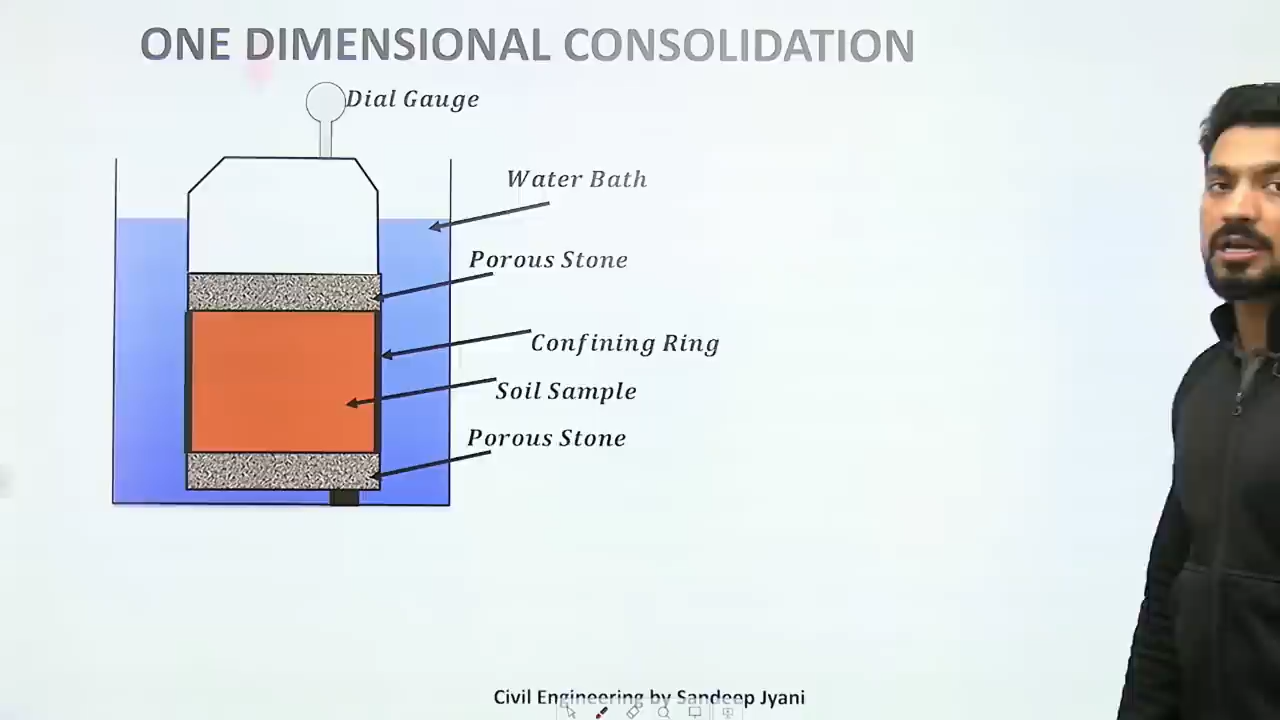 ONE DIMENSIONAL CONSOLIDATION
Dial Gauge
Water Bath
Porous Stone
Confining Ring
Soil Sample
Porous Stone
Civil Engineering by Sandeep Jyani